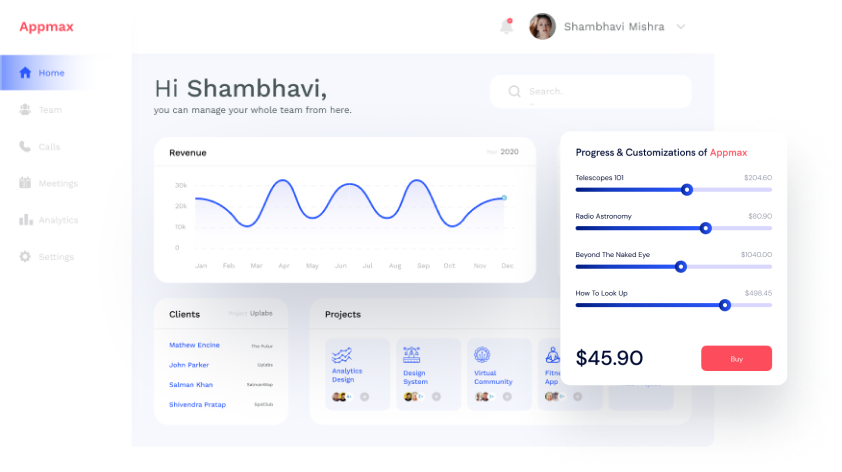 Appmax
Shambhavi Mishra
Home
Team
Calls
Meetings
Analytics
Settings
Hi Shambhavi,
you can manage your whole team from here.
Search.
Revenue
2020
30k
20k
10k
0
Jan Feb Mar Apr May Jun Jul Aug Sep Oct Nov Dec
Clients
Project Uplabs
Mathew Encine
John Parker
Uplabs
Salman Khan
Shivendra Pratap
Projects
Analytics
Design
Design
System
Virtual
Community
Progress & Customizations of Appmax
Telescopes 101 $204.60
Radio Astronomy $80.90
Beyond The Naked Eye $1040.00
How To Look Up $498.45
$45.90
Buy